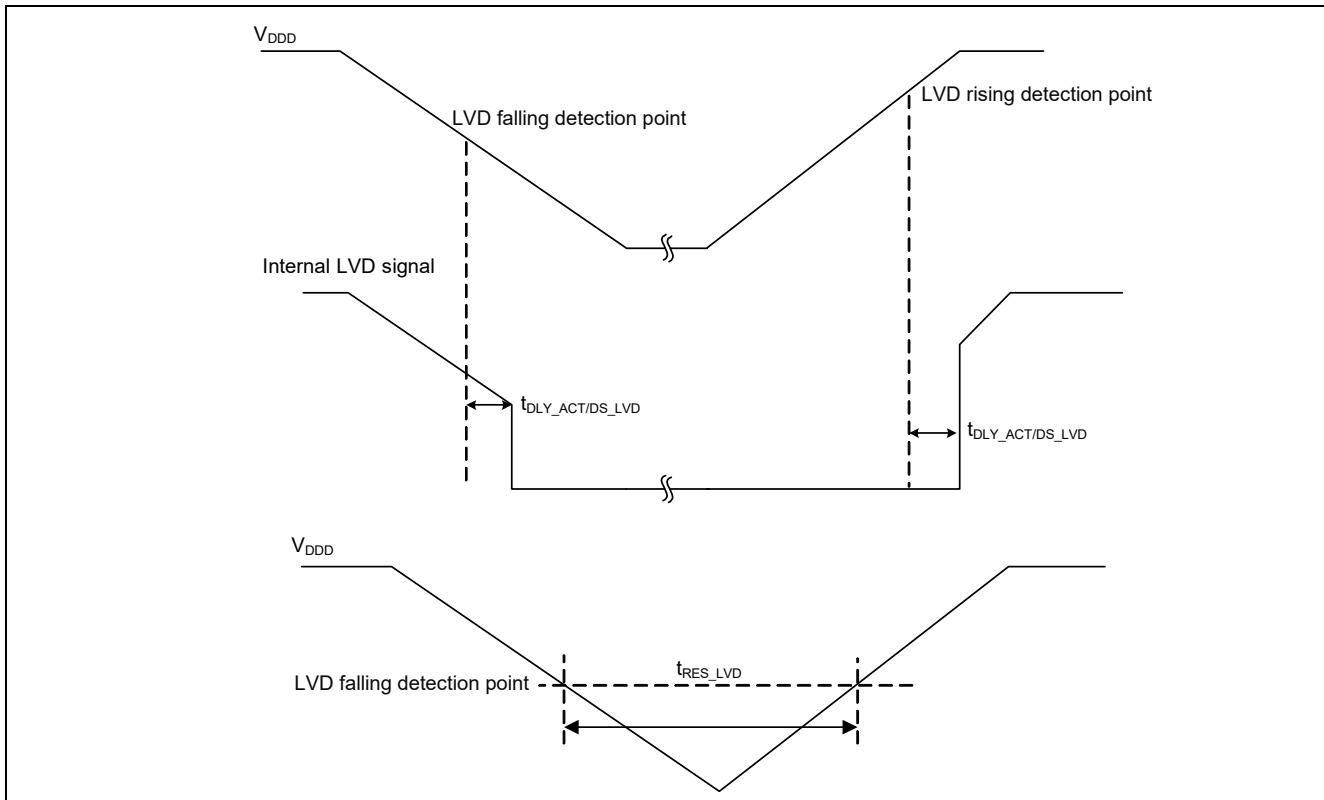 VDDD
LVD rising detection point
LVD falling detection point
Internal LVD signal
tDLY_ACT/DS_LVD
tDLY_ACT/DS_LVD
VDDD
tRES_LVD
LVD falling detection point